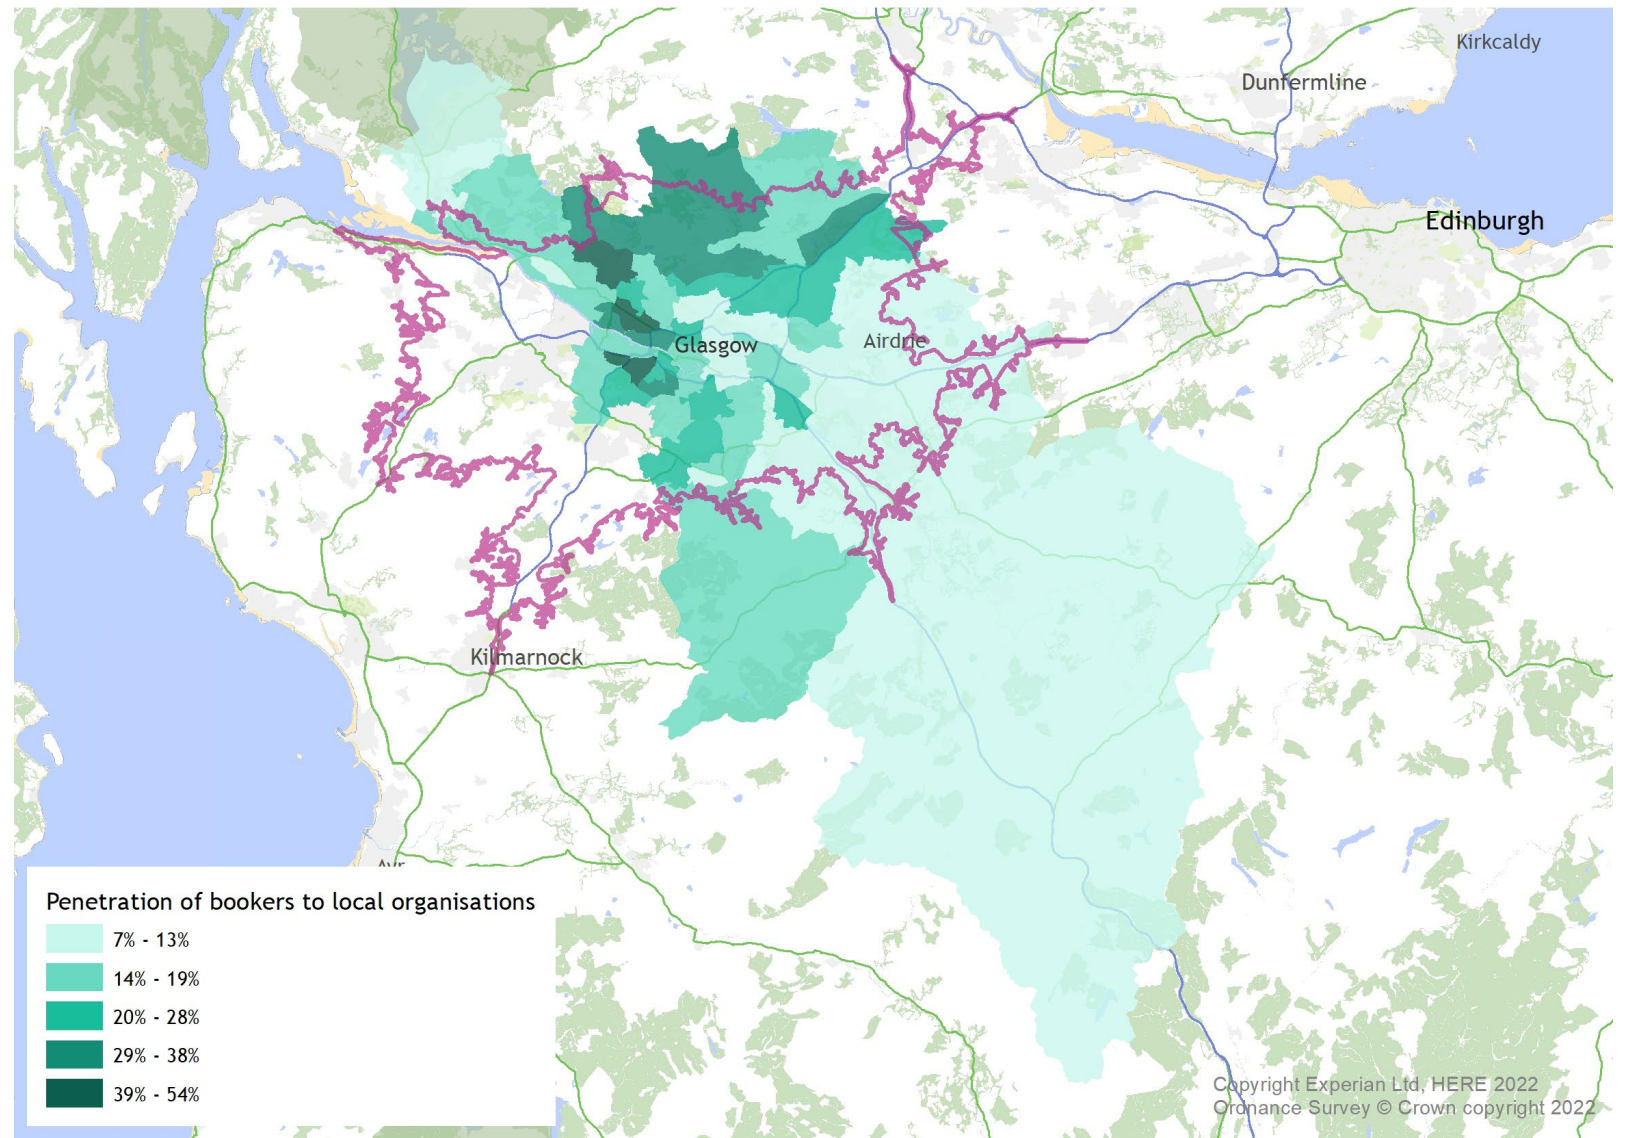 Kirkcaldy
Dunfermline
Edinburgh
Glasgow
Airdrie
Kilmarnock
Ayr
Penetration of bookers to local organisations
7% - 13%
14% - 19%
20% - 28%
29% - 38%
39% - 54%
Copyright Experian Ltd, HERE 2022
Ordnance Survey © Crown copyright 2022